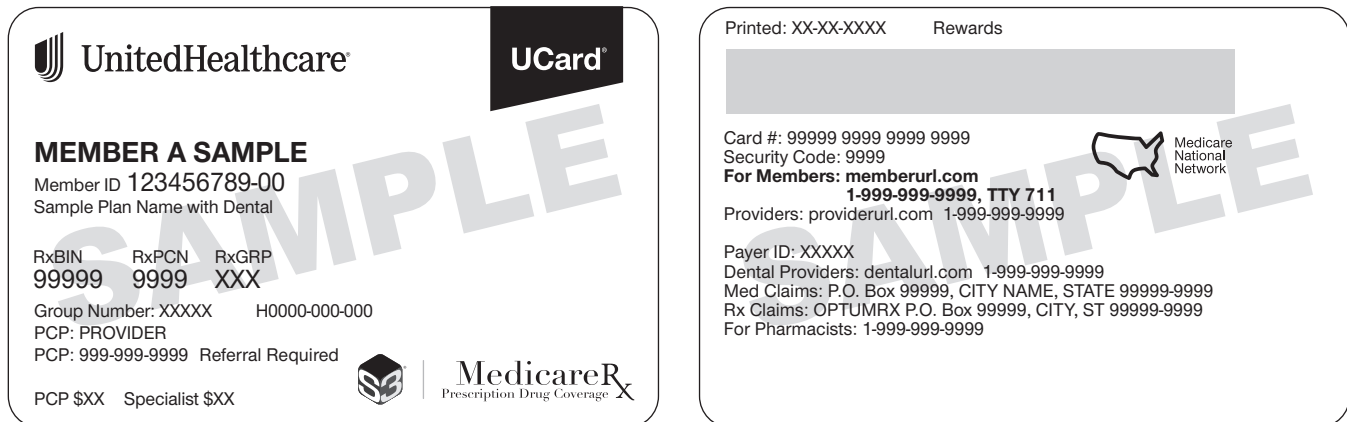 UnitedHealthcare®
UCard®
SAMPLE
MEMBER A SAMPLE
Member ID 123456789-00
Sample Plan Name with Dental
RxBIN RxPCN RxGRP
99999 9999 XXX
Group Number: XXXXX H0000-000-000
PCP: PROVIDER
PCP: 999-999-9999 Referral Required
PCP $XX Specialist $XX
S3
MedicareRx
Prescription Drug Coverage
Printed: XX-XX-XXXX Rewards
SAMPLE
Card #: 99999 9999 9999 9999
Security Code: 9999
For Members: memberurl.com
1-999-999-9999, TTY 711
Providers: providerurl.com 1-999-999-9999
Medicare
National
Network
Payer ID: XXXXX
Dental Providers: dentalurl.com 1-999-999-9999
Med Claims: P.O. Box 99999, CITY NAME, STATE 99999-9999
Rx Claims: OPTUMRX P.O. Box 99999, CITY, ST 99999-9999
For Pharmacists: 1-999-999-9999